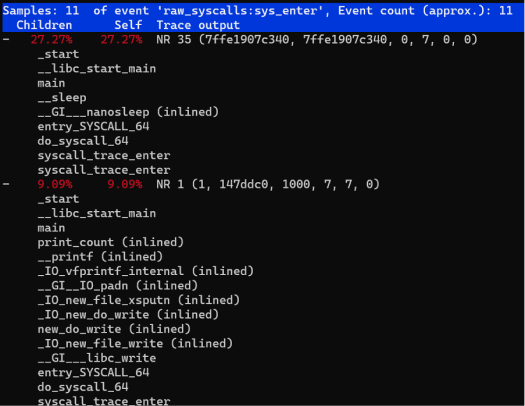 Samples: 11  of event 'raw_syscalls:sys_enter', Event count (approx.): 11
  Children      Self  Trace output
-   27.27%    27.27%  NR 35 (7ffe1907c340, 7ffe1907c340, 0, 7, 0, 0)
     _start
     __libc_start_main
     main
     __sleep
     __GI___nanosleep (inlined)
     entry_SYSCALL_64
     do_syscall_64
     syscall_trace_enter
     syscall_trace_enter
-    9.09%     9.09%  NR 1 (1, 147ddc0, 1000, 7, 7, 0)
     _start
     __libc_start_main
     main
     print_count (inlined)
     __printf (inlined)
     _IO_vfprintf_internal (inlined)
     __GI__IO_padn (inlined)
     _IO_new_file_xsputn (inlined)
     _IO_new_do_write (inlined)
     new_do_write (inlined)
     _IO_new_file_write (inlined)
     __GI___libc_write
     entry_SYSCALL_64
     do_syscall_64
     syscall_trace_enter